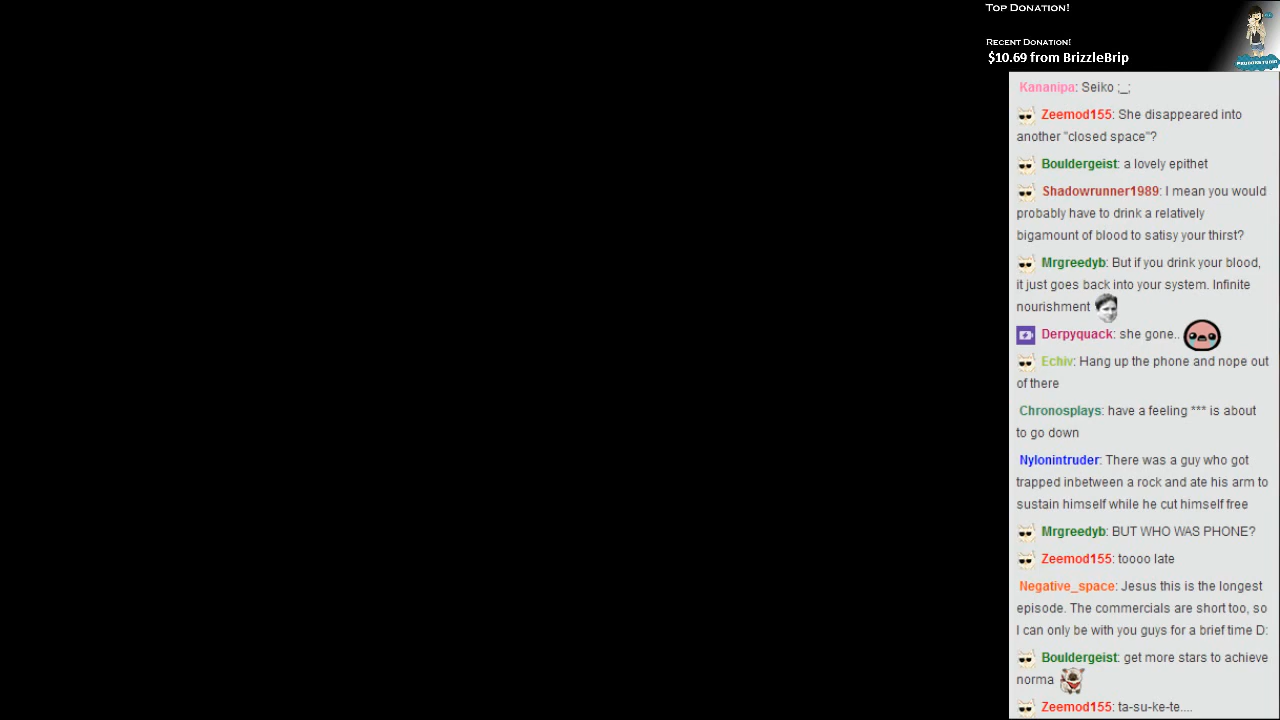 Top Donation!
Recent Donation!
$10.69 from BrizzleBrip
Kananipa: Seiko ;_;
Zeemod155: She disappeared into
another "closed space"?
Bouldergeist: a lovely epithet
Shadowrunner1989: I mean you would
probably have to drink a relatively
bigamount of blood to satisy your thirst?
Mrgreedyb: But if you drink your blood,
it just goes back into your system. Infinite
nourishment
Derpyquack: she gone..
Echiv: Hang up the phone and nope out
of there
Chronosplays: have a feeling *** is about
to go down
Nylonintruder: There was a guy who got
trapped inbetween a rock and ate his arm to
sustain himself while he cut himself free
Mrgreedyb: BUT WHO WAS PHONE?
Zeemod155: toooo late
Negative_space: Jesus this is the longest
episode. The commercials are short too, so
I can only be with you guys for a brief time D:
Bouldergeist: get more stars to achieve
norma
Zeemod155: ta-su-ke-te....